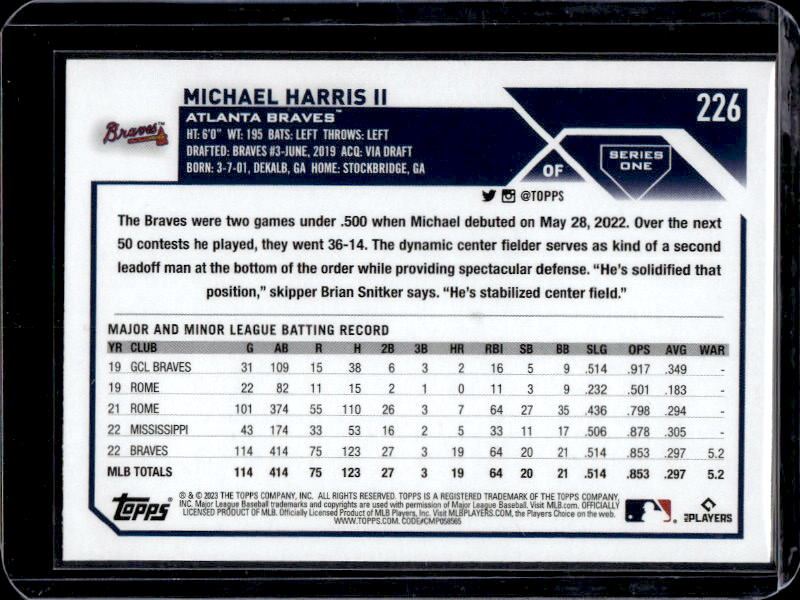 MICHAEL HARRIS II
226
ATLANTA BRAVES™
HT: 6'0" WT: 195 BATS: LEFT THROWS: LEFT
DRAFTED: BRAVES #3-JUNE, 2019 ACQ: VIA DRAFT
BORN: 3-7-01, DEKALB, GA HOME: STOCKBRIDGE, GA
Braves
OF
SERIES
ONE
@TOPPS
The Braves were two games under .500 when Michael debuted on May 28, 2022. Over the next
50 contests he played, they went 36-14. The dynamic center fielder serves as kind of a second
leadoff man at the bottom of the order while providing spectacular defense. “He's solidified that
position,” skipper Brian Snitker says. “He's stabilized center field.”
MAJOR AND MINOR LEAGUE BATTING RECORD
YR CLUB G AB R H 2B 3B HR RBI SB BB SLG OPS AVG WAR
19 GCL BRAVES 31 109 15 38 6 3 2 16 5 9 .514 .917 .349 -
19 ROME 22 82 11 15 2 1 0 11 3 9 .232 .501 .183 -
21 ROME 101 374 55 110 26 3 7 64 27 35 .436 .798 .294 -
22 MISSISSIPPI 43 174 33 53 16 2 5 33 11 17 .506 .878 .305 -
22 BRAVES 114 414 75 123 27 3 19 64 20 21 .514 .853 .297 5.2
MLB TOTALS 114 414 75 123 27 3 19 64 20 21 .514 .853 .297 5.2
Topps
® & © 2023 THE TOPPS COMPANY, INC. ALL RIGHTS RESERVED. TOPPS IS A REGISTERED TRADEMARK OF THE TOPPS COMPANY,
INC. Major League Baseball trademarks and copyrights are used with permission of Major League Baseball. Visit MLB.com. OFFICIALLY
LICENSED PRODUCT OF MLB. Officially Licensed Product of MLB Players, Inc. Visit MLBPLAYERS.COM, the Players Choice on the web.
WWW.TOPPS.COM. CODE#CMP058565
MLBPLAYERS